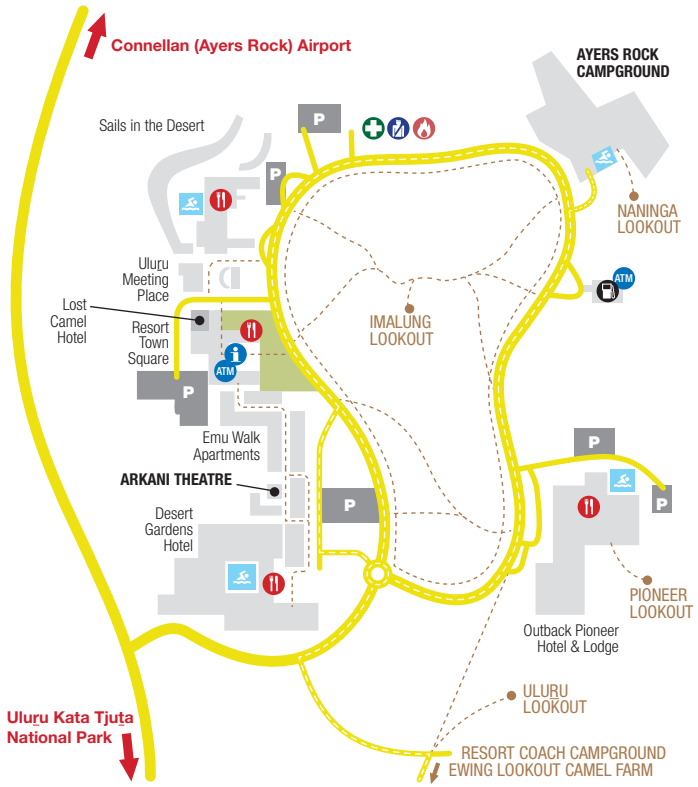 Connellan (Ayers Rock) Airport
AYERS ROCK
CAMPGROUND
P
Sails in the Desert
P
NANINGA
LOOKOUT
Uluṟu
Meeting
Place
ATM
Lost
Camel
Hotel
Resort
Town
Square
IMALUNG
LOOKOUT
i
ATM
P
Emu Walk
Apartments
P
ARKANI THEATRE
P
P
Desert
Gardens
Hotel
PIONEER
LOOKOUT
Outback Pioneer
Hotel & Lodge
ULURU
LOOKOUT
Uluṟu Kata Tjuṯa
National Park
RESORT COACH CAMPGROUND
EWING LOOKOUT CAMEL FARM